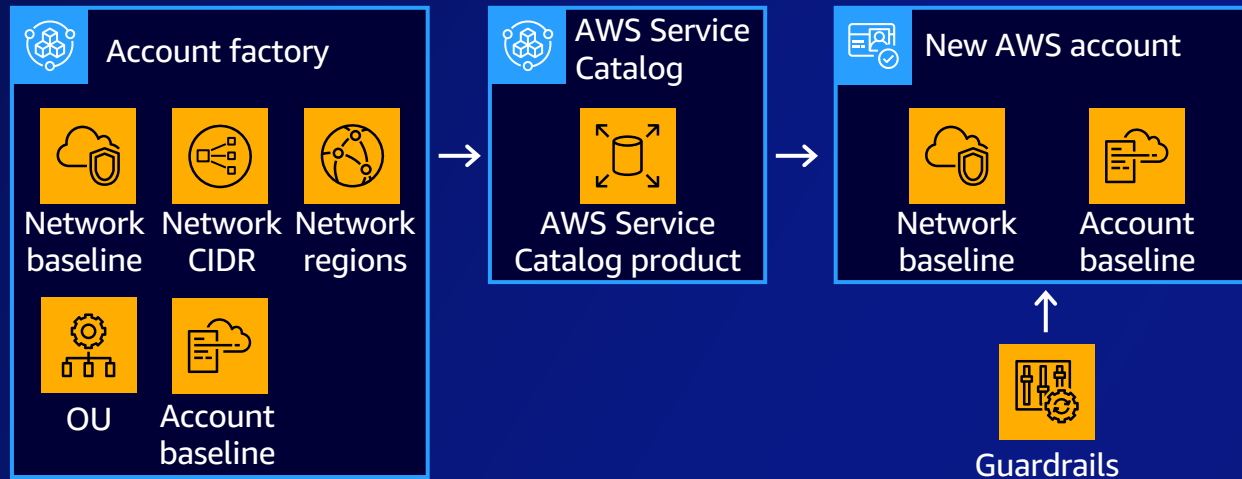 Account factory
Network
baseline
Network
CIDR
Network
regions
OU
Account
baseline
AWS Service
Catalog
AWS Service
Catalog product
New AWS account
Network
baseline
Account
baseline
Guardrails